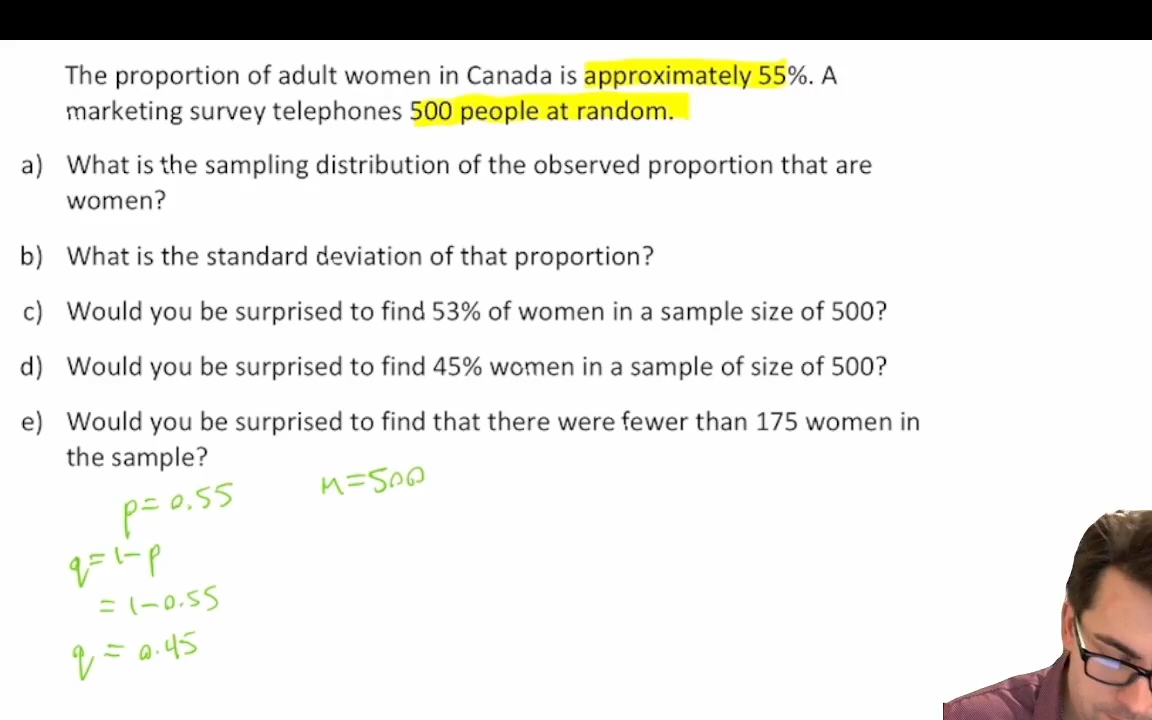 The proportion of adult women in Canada is approximately 55%. A
marketing survey telephones 500 people at random.
a) What is the sampling distribution of the observed proportion that are
women?
b) What is the standard deviation of that proportion?
c) Would you be surprised to find 53% of women in a sample size of 500?
d) Would you be surprised to find 45% women in a sample of size of 500?
e) Would you be surprised to find that there were fewer than 175 women in
the sample?
p=0.55 n=500
q=1-p
=1-0.55
q=0.45